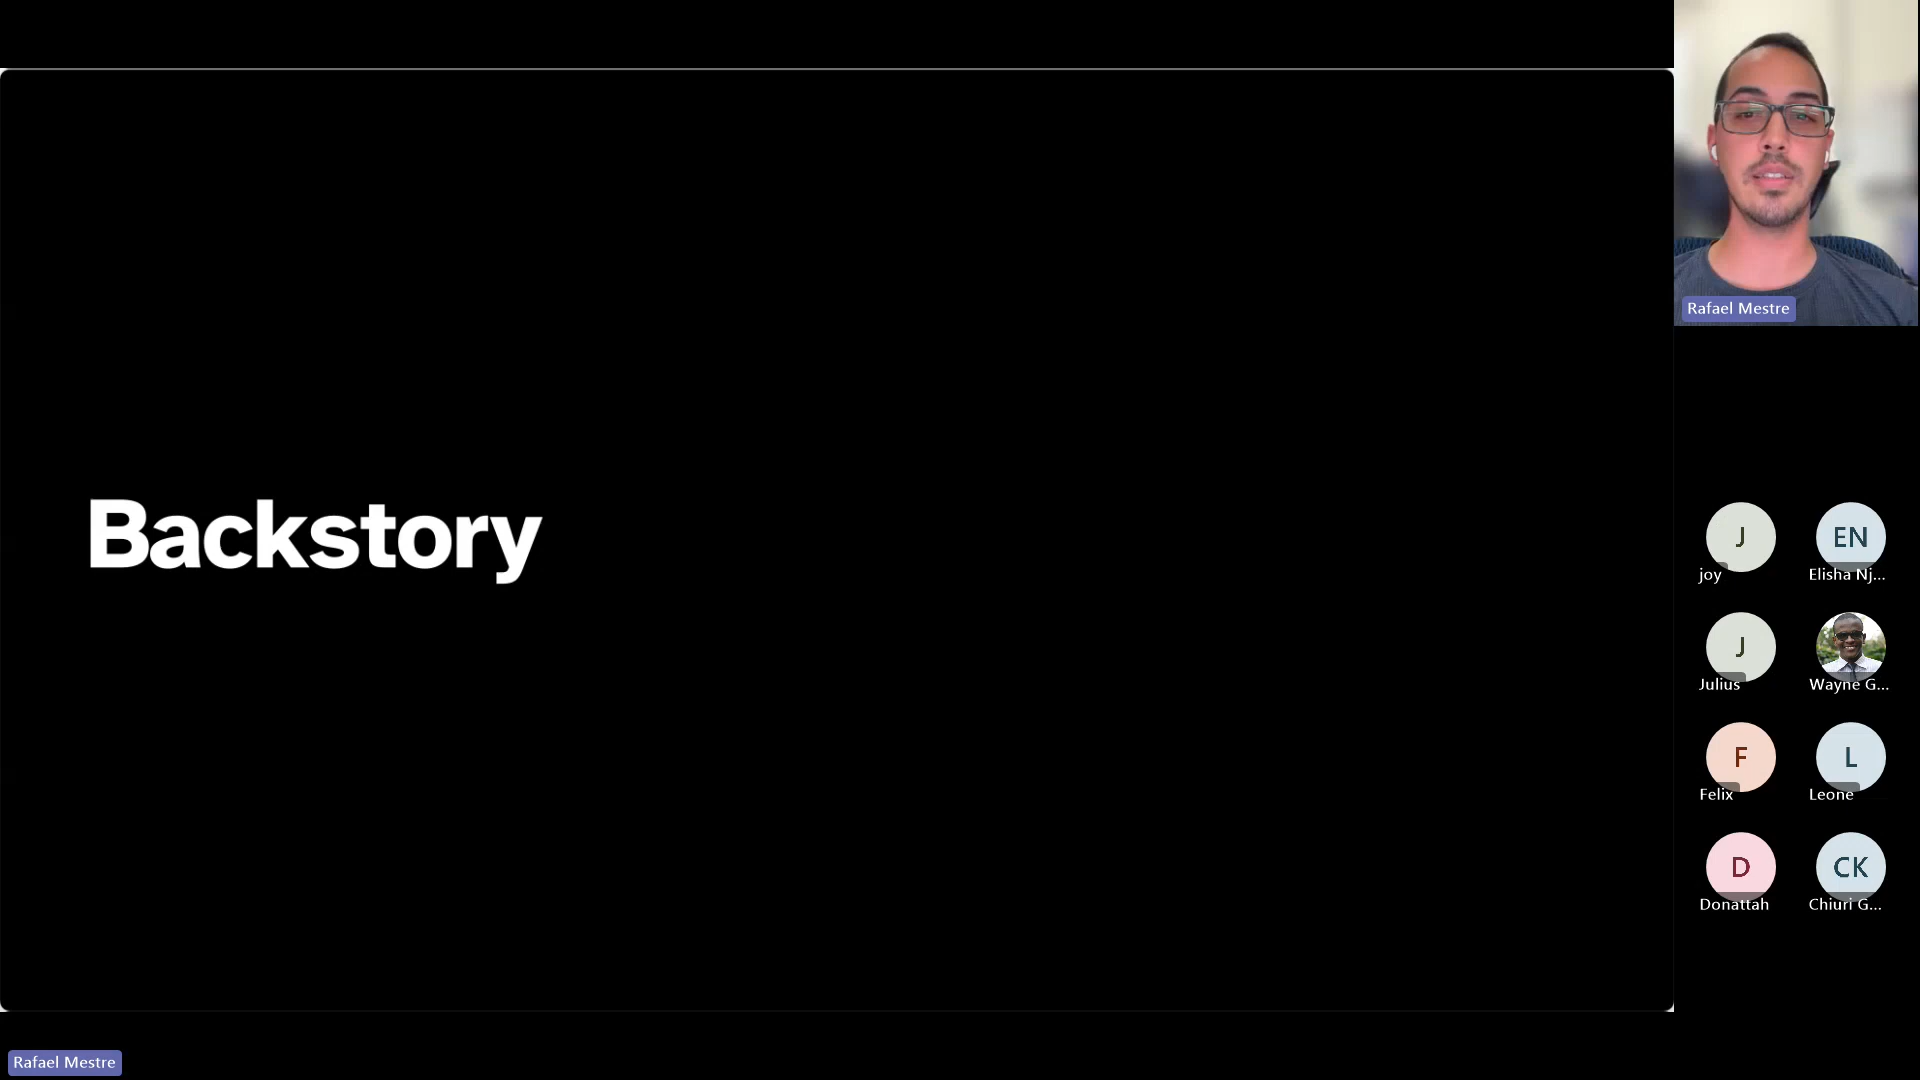 Backstory
Rafael Mestre
J
joy
EN
Elisha Nj...
J
Julius
Wayne G...
F
Felix
L
Leone
D
Donattah
CK
Chiuri G...
Rafael Mestre